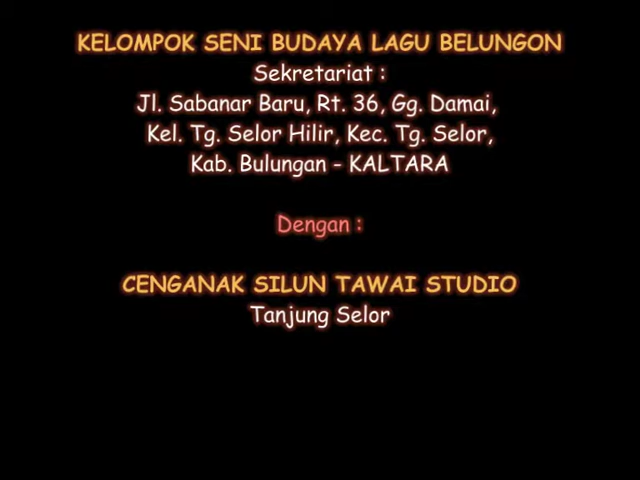 KELOMPOK SENI BUDAYA LAGU BELUNGON
Sekretariat :
Jl. Sabanar Baru, Rt. 36, Gg. Damai,
Kel. Tg. Selor Hilir, Kec. Tg. Selor,
Kab. Bulungan - KALTARA
Dengan :
CENGANAK SILUN TAWAI STUDIO
Tanjung Selor